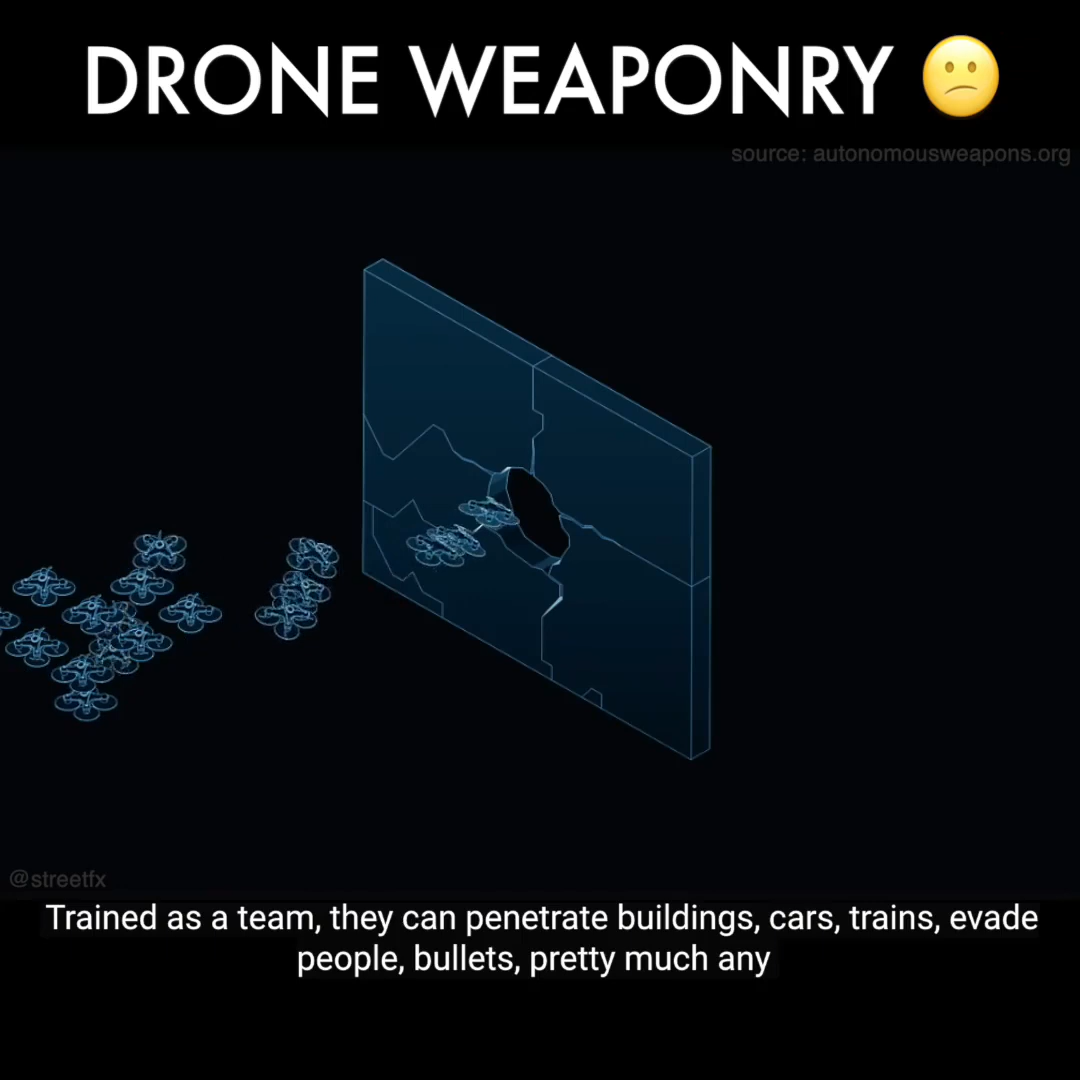 DRONE WEAPONRY 😕
source: autonomousweapons.org
@streetfx
Trained as a team, they can penetrate buildings, cars, trains, evade
people, bullets, pretty much any